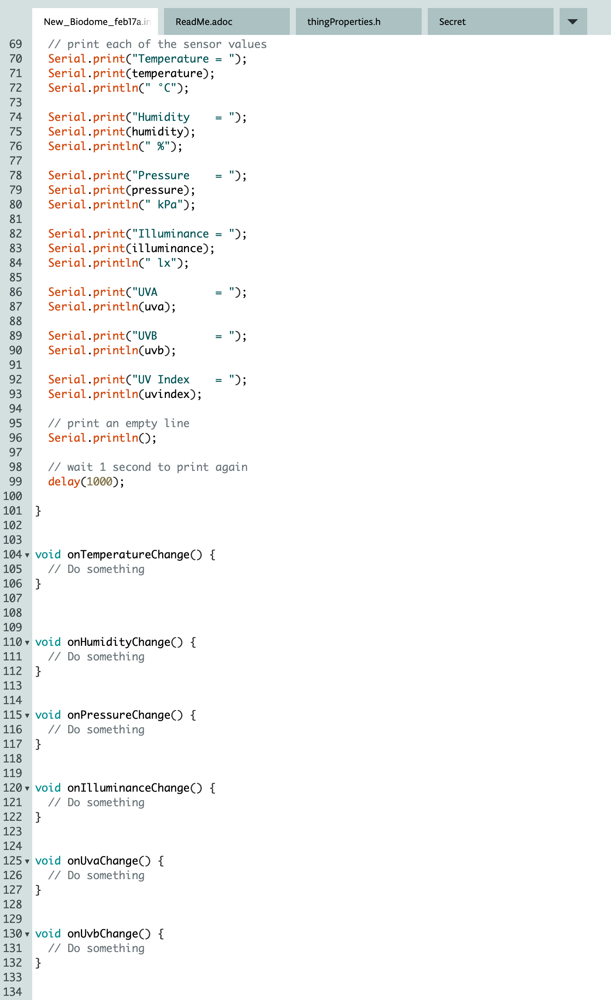 New_Biodome_feb17a.in
ReadMe.adoc
thingProperties.h
Secret
69   // print each of the sensor values
70   Serial.print("Temperature = ");
71   Serial.print(temperature);
72   Serial.println(" °C");
73
74   Serial.print("Humidity    = ");
75   Serial.print(humidity);
76   Serial.println(" %");
77
78   Serial.print("Pressure    = ");
79   Serial.print(pressure);
80   Serial.println(" kPa");
81
82   Serial.print("Illuminance = ");
83   Serial.print(illuminance);
84   Serial.println(" lx");
85
86   Serial.print("UVA         = ");
87   Serial.println(uva);
88
89   Serial.print("UVB         = ");
90   Serial.println(uvb);
91
92   Serial.print("UV Index    = ");
93   Serial.println(uvindex);
94
95   // print an empty line
96   Serial.println();
97
98   // wait 1 second to print again
99   delay(1000);
100
101 }
102
103
104 void onTemperatureChange() {
105   // Do something
106 }
107
108
109
110 void onHumidityChange() {
111   // Do something
112 }
113
114
115 void onPressureChange() {
116   // Do something
117 }
118
119
120 void onIlluminanceChange() {
121   // Do something
122 }
123
124
125 void onUvaChange() {
126   // Do something
127 }
128
129
130 void onUvbChange() {
131   // Do something
132 }
133
134